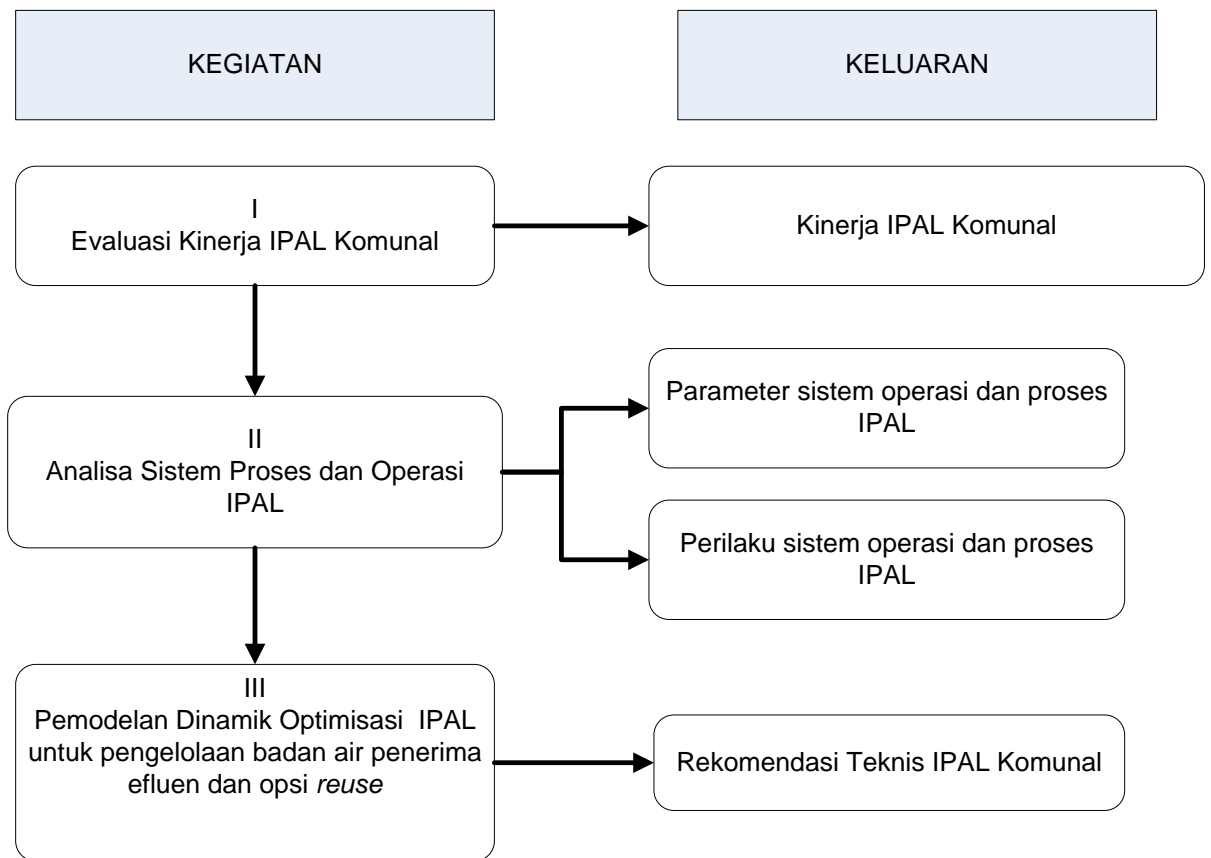 KEGIATAN
KELUARAN
I
Evaluasi Kinerja IPAL Komunal
Kinerja IPAL Komunal
II
Analisa Sistem Proses dan Operasi
IPAL
Parameter sistem operasi dan proses
IPAL
Perilaku sistem operasi dan proses
IPAL
III
Pemodelan Dinamik Optimisasi IPAL
untuk pengelolaan badan air penerima
efluen dan opsi reuse
Rekomendasi Teknis IPAL Komunal